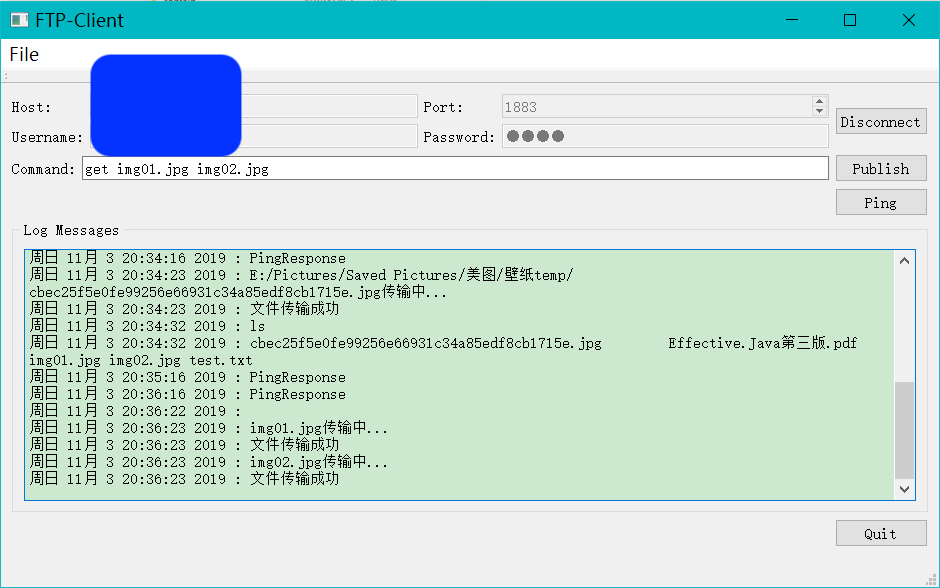 FTP-Client
File
Host:
Port: 1883
Disconnect
Username:
Password: ●●●●
Command: get img01.jpg img02.jpg
Publish
Ping
Log Messages
周日 11月 3 20:34:16 2019 : PingResponse
周日 11月 3 20:34:23 2019 : E:/Pictures/Saved Pictures/美图/壁纸temp/
cbec25f5e0fe99256e66931c34a85edf8cb1715e.jpg传输中...
周日 11月 3 20:34:23 2019 : 文件传输成功
周日 11月 3 20:34:32 2019 : ls
周日 11月 3 20:34:32 2019 : cbec25f5e0fe99256e66931c34a85edf8cb1715e.jpg Effective.Java第三版.pdf
img01.jpg img02.jpg test.txt
周日 11月 3 20:35:16 2019 : PingResponse
周日 11月 3 20:36:16 2019 : PingResponse
周日 11月 3 20:36:22 2019 :
周日 11月 3 20:36:23 2019 : img01.jpg传输中...
周日 11月 3 20:36:23 2019 : 文件传输成功
周日 11月 3 20:36:23 2019 : img02.jpg传输中...
周日 11月 3 20:36:23 2019 : 文件传输成功
Quit